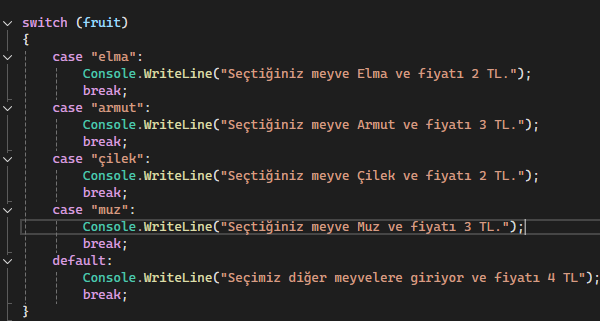 switch (fruit)
{
case "elma":
Console.WriteLine("Seçtiğiniz meyve Elma ve fiyatı 2 TL.");
break;
case "armut":
Console.WriteLine("Seçtiğiniz meyve Armut ve fiyatı 3 TL.");
break;
case "çilek":
Console.WriteLine("Seçtiğiniz meyve Çilek ve fiyatı 2 TL.");
break;
case "muz":
Console.WriteLine("Seçtiğiniz meyve Muz ve fiyatı 3 TL.");
break;
default:
Console.WriteLine("Seçimiz diğer meyvelere giriyor ve fiyatı 4 TL");
break;
}